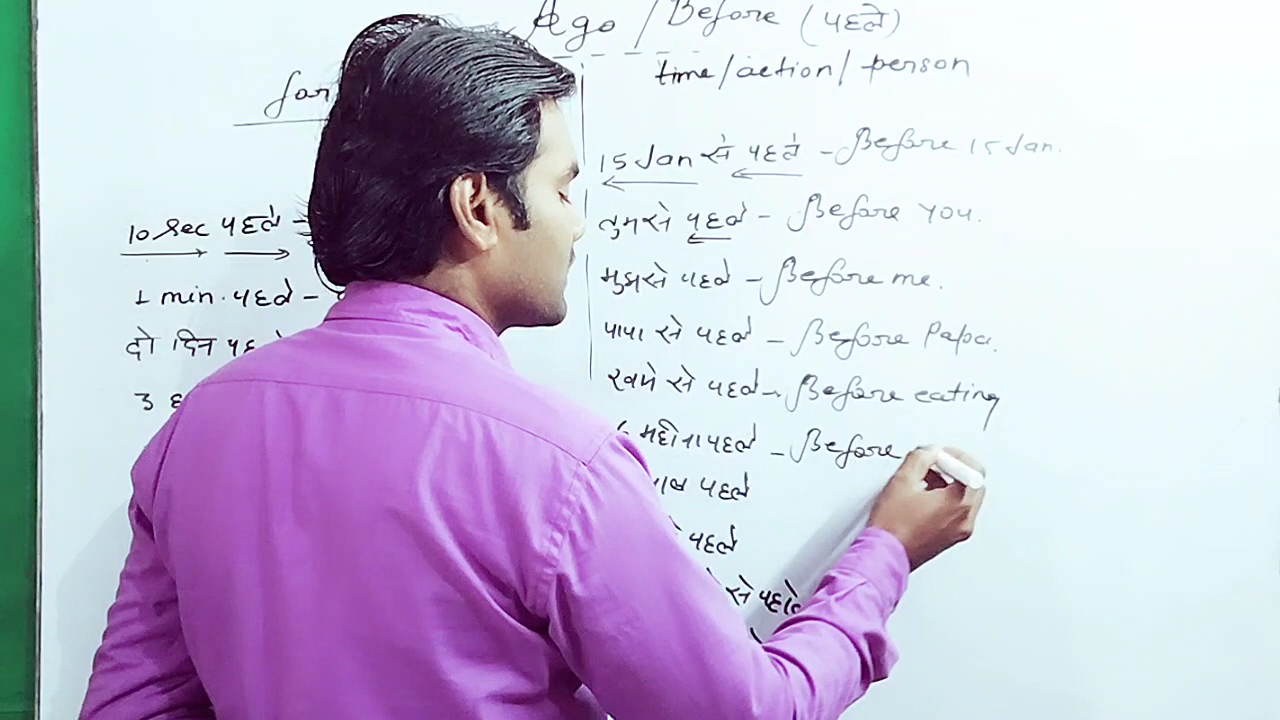 Ago / Before (पहले)
for
time/action/person
10 sec पहले -
1 min. पहले -
दो दिन
3
15 Jan से पहले - Before 15 Jan.
तुमसे पहले - Before You.
मुझसे पहले - Before me.
पापा से पहले - Before Papa.
खाने से पहले - Before eating
महीना पहले - Before
पहले
पहले
से पहले